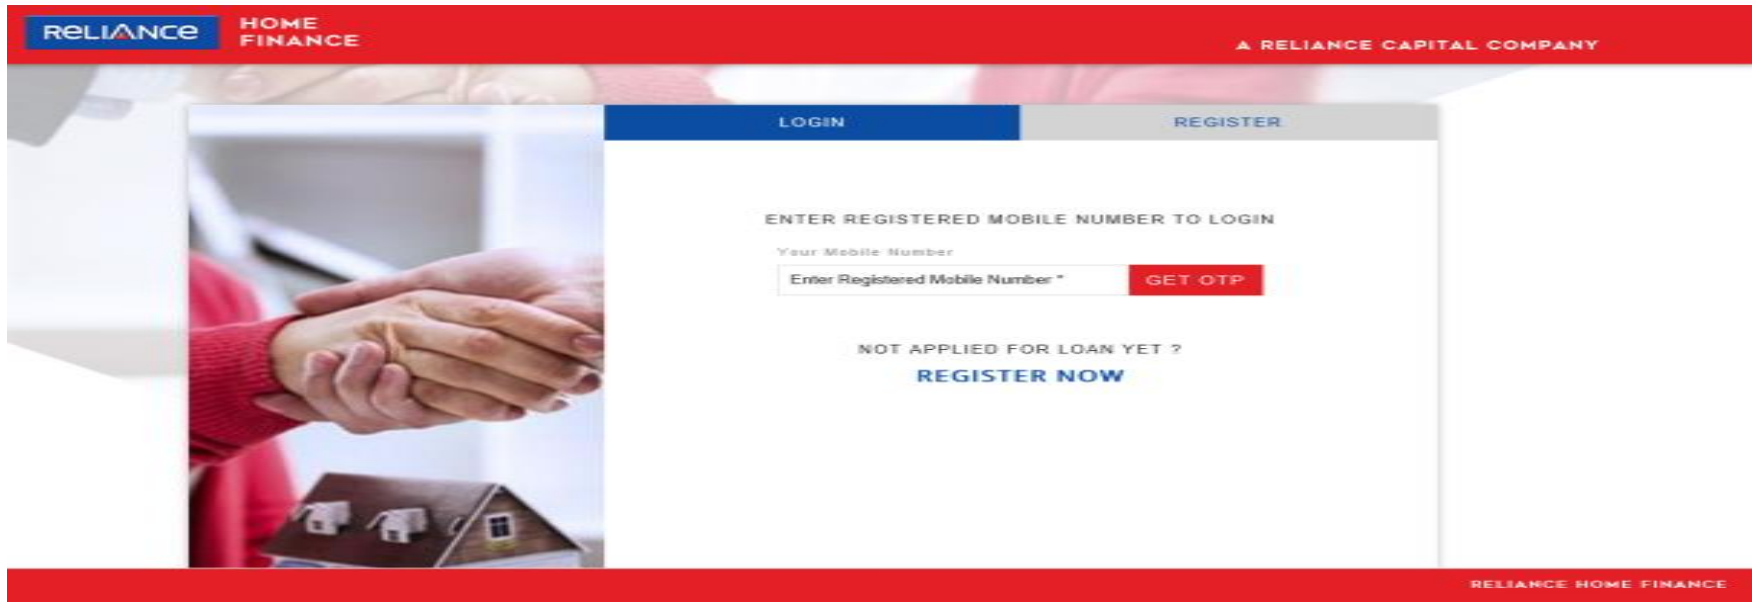 RELIANCE
HOME
FINANCE
A RELIANCE CAPITAL COMPANY
LOGIN
REGISTER
ENTER REGISTERED MOBILE NUMBER TO LOGIN
Your Mobile Number
Enter Registered Mobile Number *
GET OTP
NOT APPLIED FOR LOAN YET ?
REGISTER NOW
RELIANCE HOME FINANCE